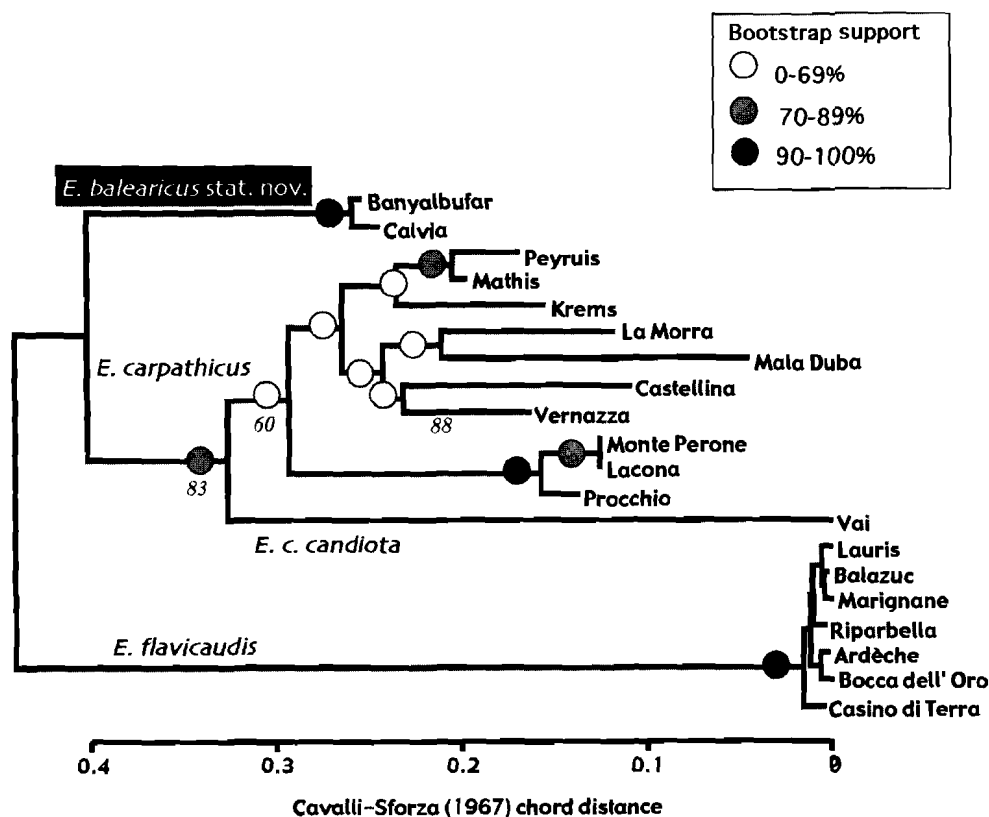 Bootstrap support
0-69%
70-89%
90-100%
E. balearicus stat. nov.
Banyalbufar
Calvia
Peyruis
Mathis
Krems
La Morra
Mala Duba
E. carpathicus
Castellina
60
Vernazza
88
Monte Perone
Lacona
83
Procchio
Vai
E. c. candiota
Lauris
Balazuc
Marignane
Riparbella
E. flavicaudis
Ardèche
Bocca dell' Oro
Casino di Terra
0.4 0.3 0.2 0.1 0
Cavalli-Sforza (1967) chord distance